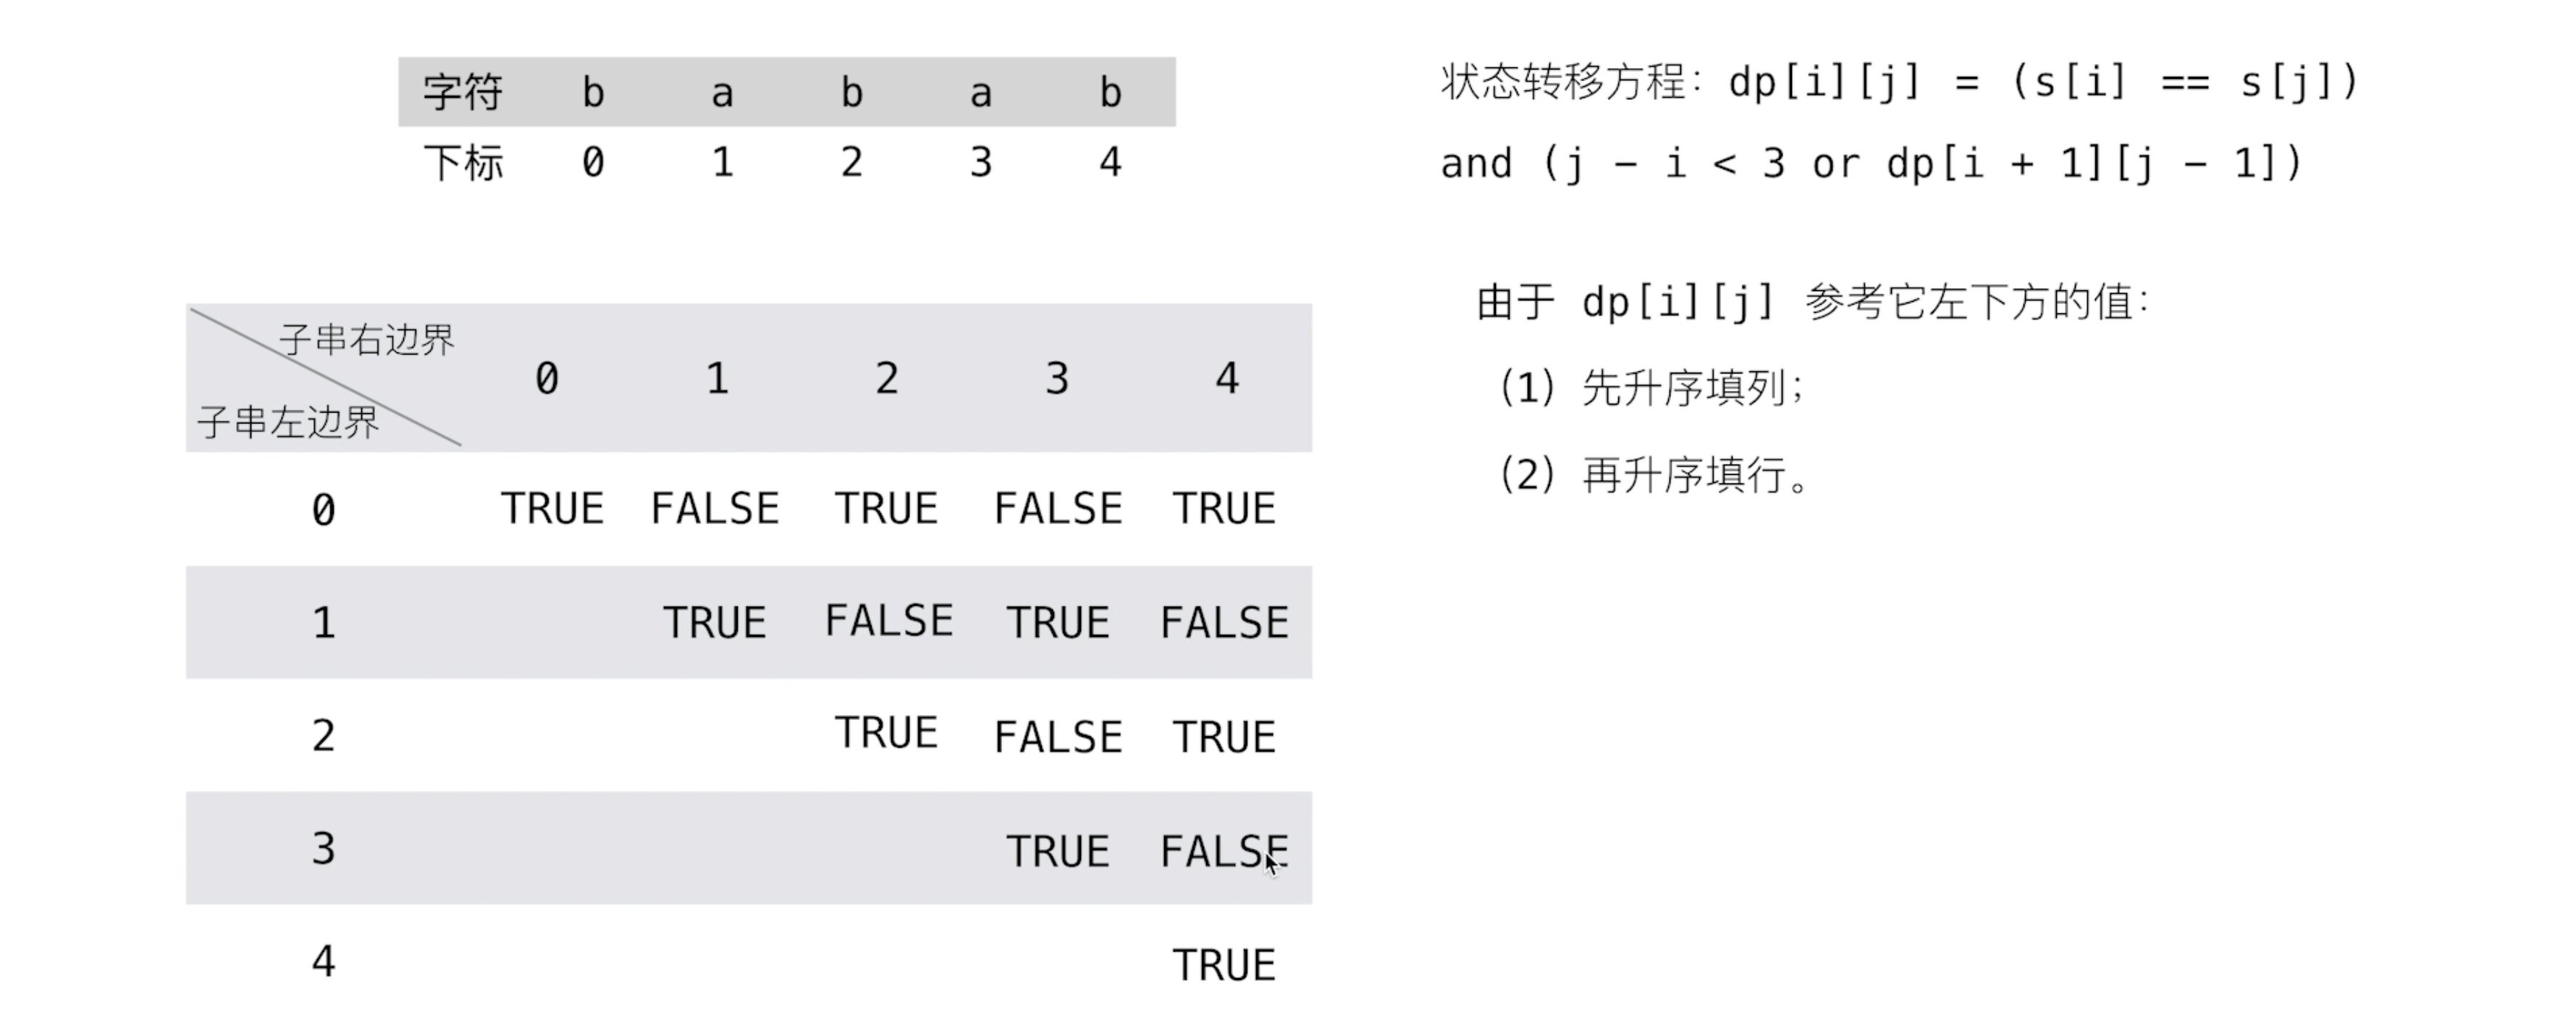 字符 b a b a b
下标 0 1 2 3 4
状态转移方程：dp[i][j] = (s[i] == s[j])
and (j - i < 3 or dp[i + 1][j - 1])
由于 dp[i][j] 参考它左下方的值：
(1) 先升序填列；
(2) 再升序填行。
子串右边界
子串左边界
0 1 2 3 4
0 TRUE FALSE TRUE FALSE TRUE
1 TRUE FALSE TRUE FALSE
2 TRUE FALSE TRUE
3 TRUE FALSE
4 TRUE